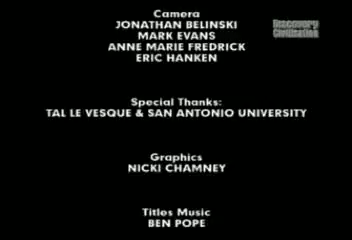 Camera
JONATHAN BELINSKI
MARK EVANS
ANNE MARIE FREDRICK
ERIC HANKEN
Discovery
Civilisation
Special Thanks:
TAL LE VESQUE & SAN ANTONIO UNIVERSITY
Graphics
NICKI CHAMNEY
Titles Music
BEN POPE